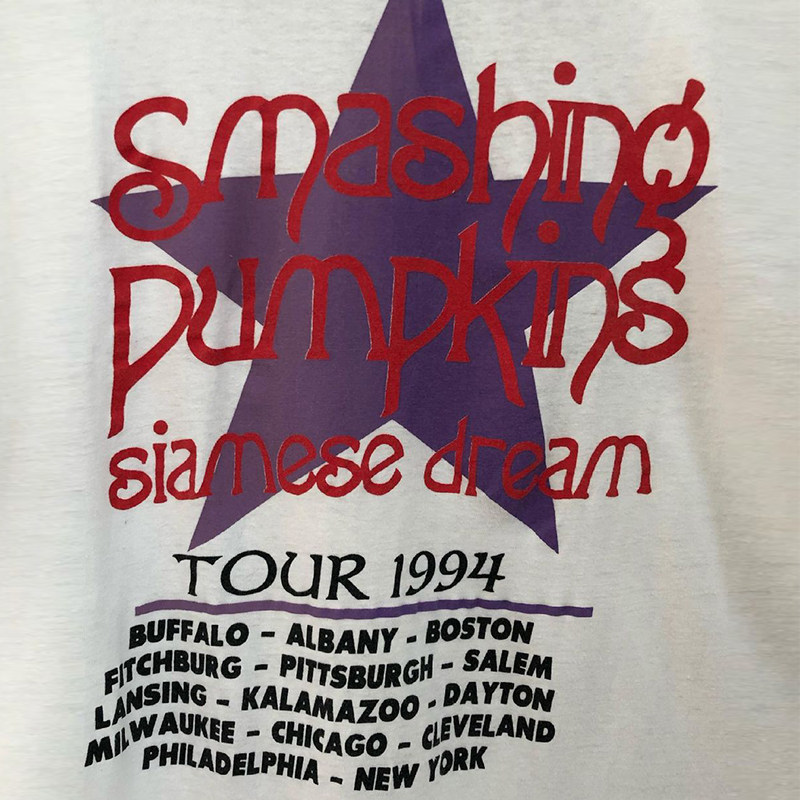 smashing
pumpkins
siamese dream
TOUR 1994
BUFFALO - ALBANY - BOSTON
FITCHBURG - PITTSBURGH - SALEM
LANSING - KALAMAZOO - DAYTON
MILWAUKEE - CHICAGO - CLEVELAND
PHILADELPHIA - NEW YORK